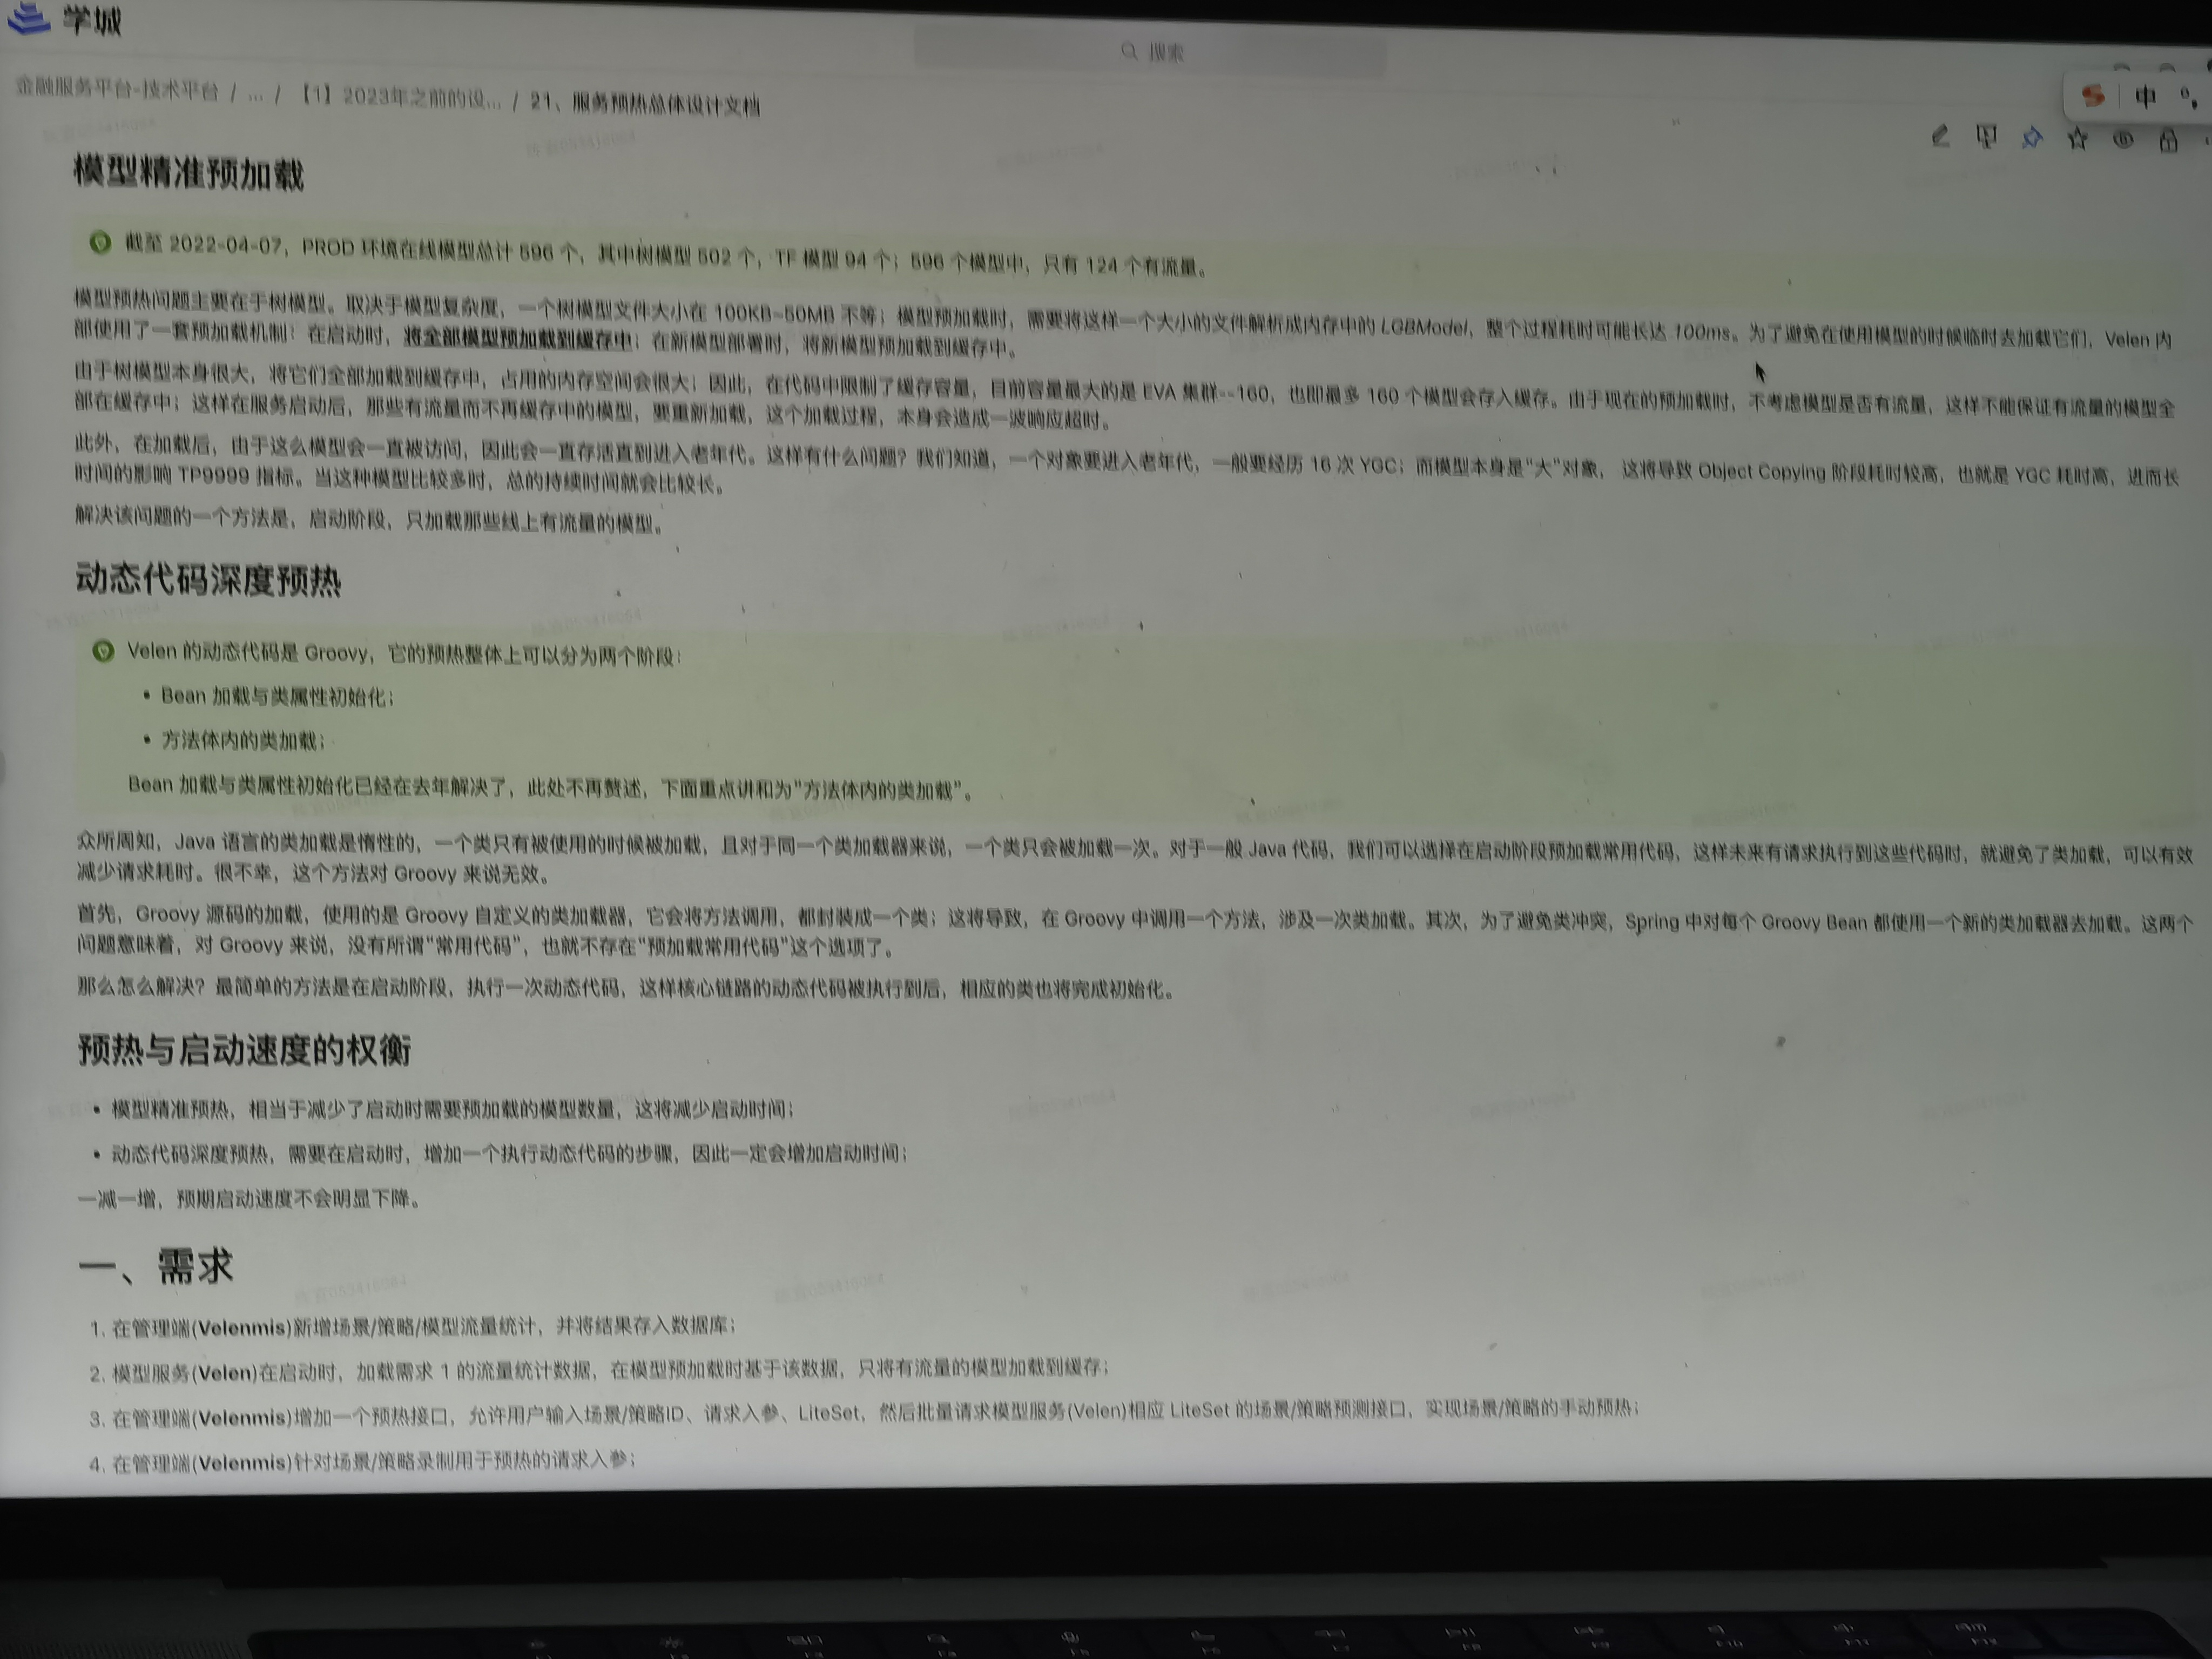 学城
搜索
金融服务平台-技术平台 / ... / 【1】2023年之前的设... / 21、服务预热总体设计文档
中
模型精准预加载
截至 2022-04-07，PROD 环境在线模型总计 596 个，其中树模型 502 个，TF 模型 94 个；596 个模型中，只有 124 个有流量。
模型预热问题主要在于树模型。取决于模型复杂度，一个树模型文件大小在 100KB~50MB 不等；模型预加载时，需要将这样一个大小的文件解析成内存中的 LGBModel，整个过程耗时可能长达 100ms。为了避免在使用模型的时候临时去加载它们，Velen 内
部使用了一套预加载机制：在启动时，将全部模型预加载到缓存中；在新模型部署时，将新模型预加载到缓存中。
由于树模型本身很大，将它们全部加载到缓存中，占用的内存空间会很大；因此，在代码中限制了缓存容量，目前容量最大的是 EVA 集群--160，也即最多 160 个模型会存入缓存。由于现在的预加载时，不考虑模型是否有流量，这样不能保证有流量的模型全
部在缓存中；这样在服务启动后，那些有流量而不再缓存中的模型，要重新加载，这个加载过程，本身会造成一波响应超时。
此外，在加载后，由于这么模型会一直被访问，因此会一直存活直到进入老年代。这样有什么问题？我们知道，一个对象要进入老年代，一般要经历 16 次 YGC；而模型本身是“大”对象，这将导致 Object Copying 阶段耗时较高，也就是 YGC 耗时高，进而长
时间的影响 TP9999 指标。当这种模型比较多时，总的持续时间就会比较长。
解决该问题的一个方法是，启动阶段，只加载那些线上有流量的模型。
动态代码深度预热
Velen 的动态代码是 Groovy，它的预热整体上可以分为两个阶段：
• Bean 加载与类属性初始化；
• 方法体内的类加载；
Bean 加载与类属性初始化已经在去年解决了，此处不再赘述，下面重点讲和为“方法体内的类加载”。
众所周知，Java 语言的类加载是惰性的，一个类只有被使用的时候被加载，且对于同一个类加载器来说，一个类只会被加载一次。对于一般 Java 代码，我们可以选择在启动阶段预加载常用代码，这样未来有请求执行到这些代码时，就避免了类加载，可以有效
减少请求耗时。很不幸，这个方法对 Groovy 来说无效。
首先，Groovy 源码的加载，使用的是 Groovy 自定义的类加载器，它会将方法调用，都封装成一个类；这将导致，在 Groovy 中调用一个方法，涉及一次类加载。其次，为了避免类冲突，Spring 中对每个 Groovy Bean 都使用一个新的类加载器去加载。这两个
问题意味着，对 Groovy 来说，没有所谓“常用代码”，也就不存在“预加载常用代码”这个选项了。
那么怎么解决？最简单的方法是在启动阶段，执行一次动态代码，这样核心链路的动态代码被执行到后，相应的类也将完成初始化。
预热与启动速度的权衡
• 模型精准预热，相当于减少了启动时需要预加载的模型数量，这将减少启动时间；
• 动态代码深度预热，需要在启动时，增加一个执行动态代码的步骤，因此一定会增加启动时间；
一减一增，预期启动速度不会明显下降。
一、需求
1. 在管理端(Velenmis)新增场景/策略/模型流量统计，并将结果存入数据库；
2. 模型服务(Velen)在启动时，加载需求 1 的流量统计数据，在模型预加载时基于该数据，只将有流量的模型加载到缓存；
3. 在管理端(Velenmis)增加一个预热接口，允许用户输入场景/策略ID、请求入参、LiteSet，然后批量请求模型服务(Velen)相应 LiteSet 的场景/策略预测接口，实现场景/策略的手动预热；
4. 在管理端(Velenmis)针对场景/策略录制用于预热的请求入参；